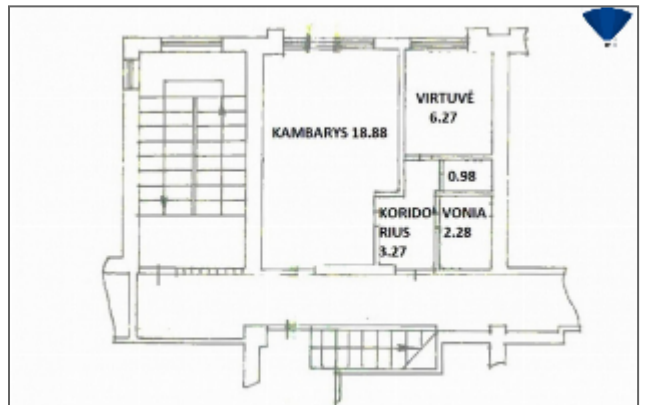 VIRTUVĖ
6.27
KAMBARYS 18.88
0.98
KORIDO
RIUS
3.27
VONIA
2.28